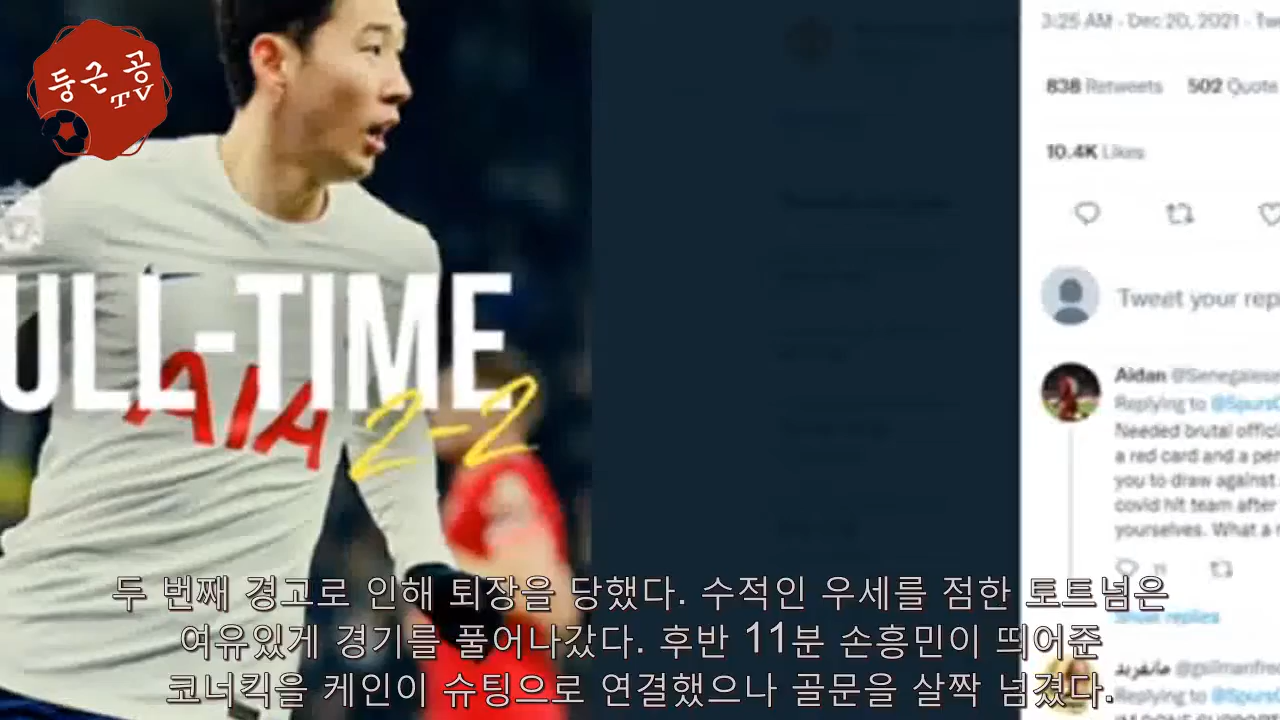 둥근 공
TV
3:25 AM · Dec 20, 2021 ·
838 Retweets 502 Quote
10.4K Likes
ULL-TIME
AIA
2-2
Tweet your rep
Aidan @Senegalese
Replying to
Needed brutal offici
a red card and a pen
you to draw against
covid hit team after
yourselves. What a
11
replies
Replying to
두 번째 경고로 인해 퇴장을 당했다. 수적인 우세를 점한 토트넘은
여유있게 경기를 풀어나갔다. 후반 11분 손흥민이 띄어준
코너킥을 케인이 슈팅으로 연결했으나 골문을 살짝 넘겼다.